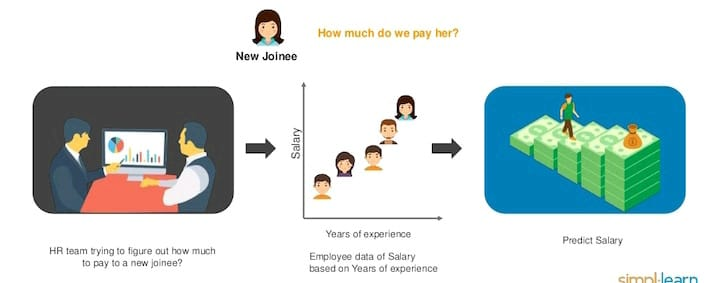 How much do we pay her?
New Joinee
Salary
Years of experience
HR team trying to figure out how much
to pay to a new joinee?
Employee data of Salary
based on Years of experience
Predict Salary
simplilearn